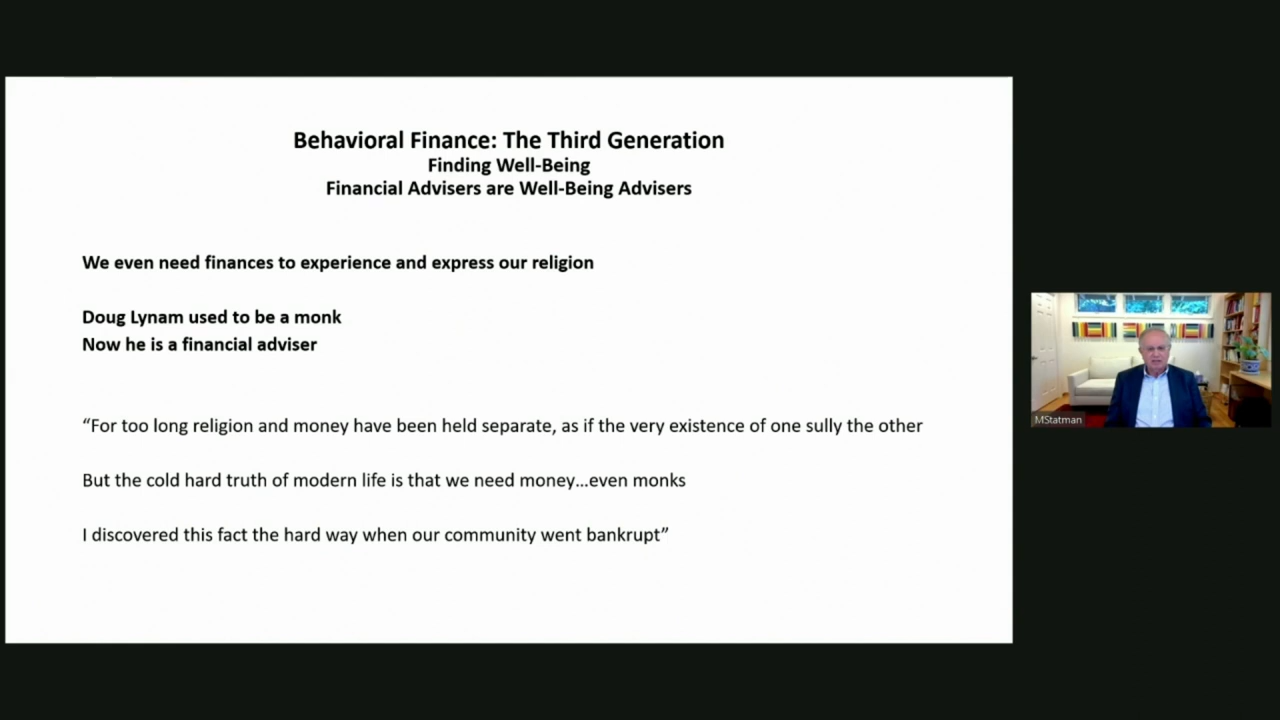 Behavioral Finance: The Third Generation
Finding Well-Being
Financial Advisers are Well-Being Advisers
We even need finances to experience and express our religion
Doug Lynam used to be a monk
Now he is a financial adviser
“For too long religion and money have been held separate, as if the very existence of one sully the other
But the cold hard truth of modern life is that we need money…even monks
I discovered this fact the hard way when our community went bankrupt”
MStatman